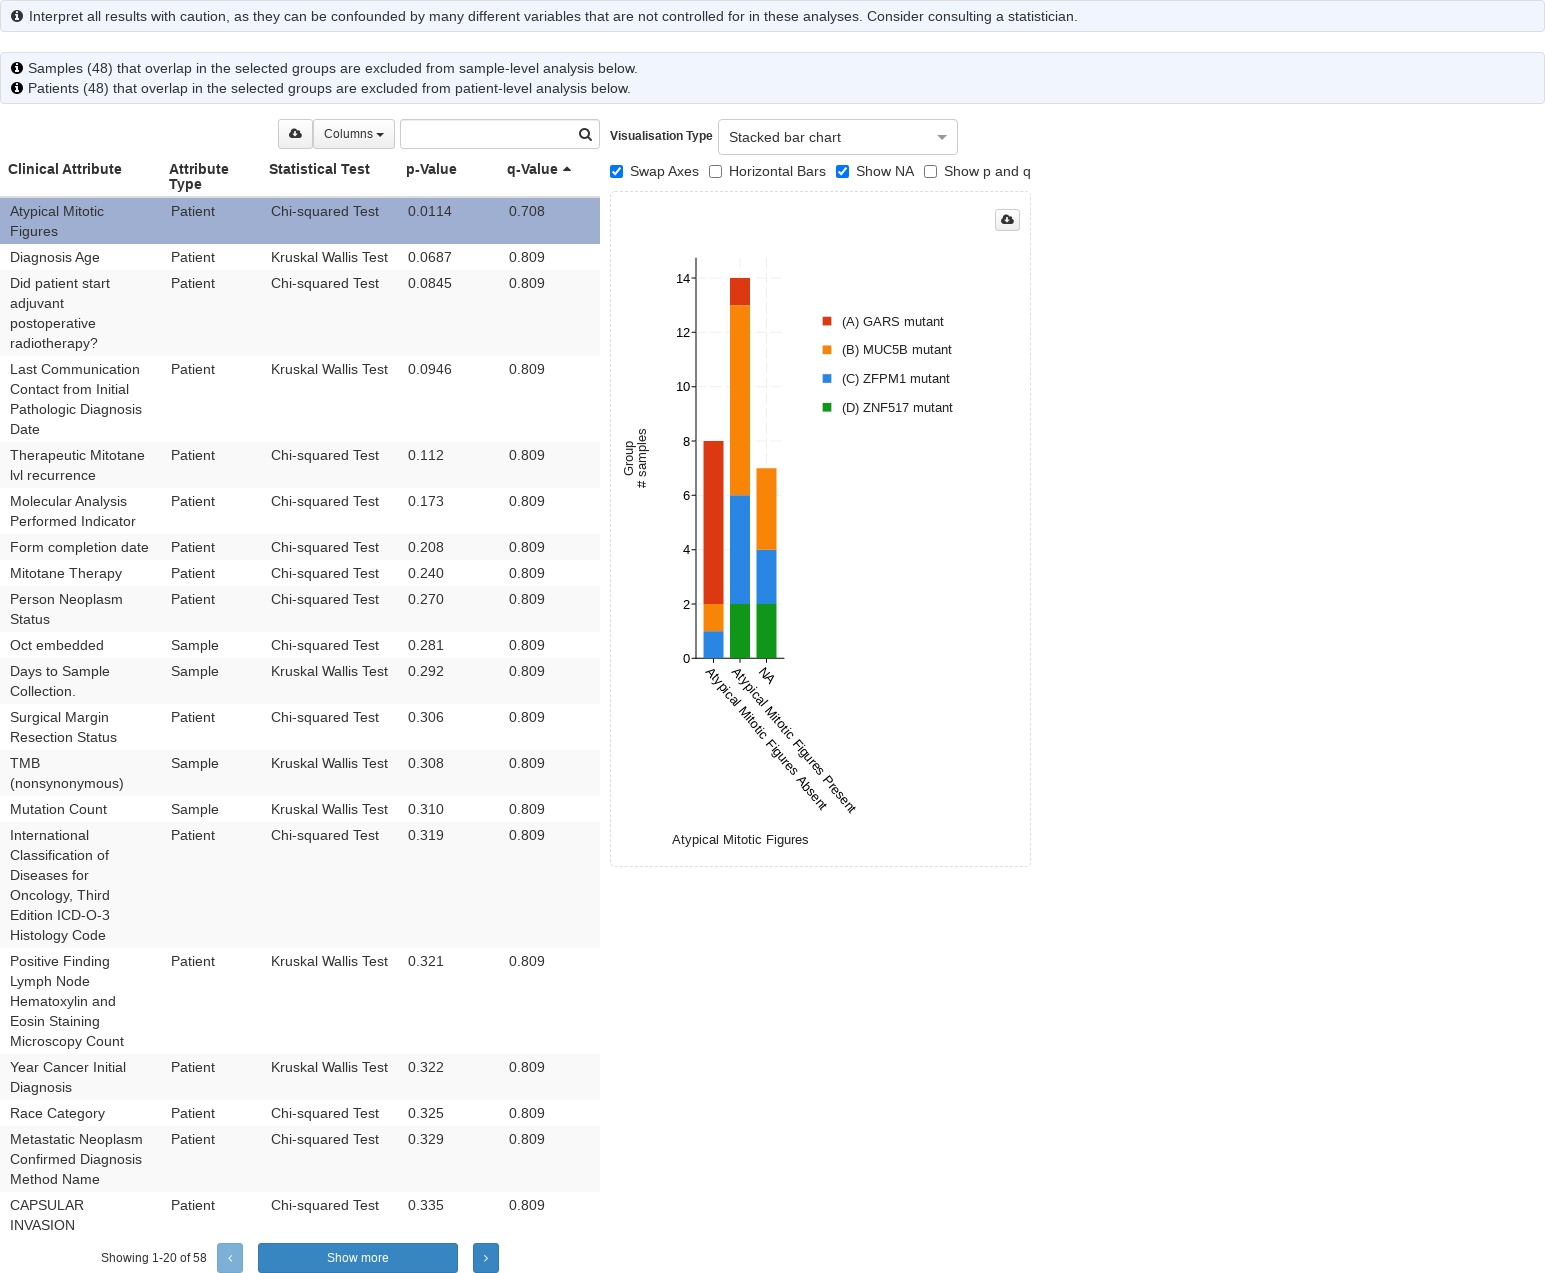 Interpret all results with caution, as they can be confounded by many different variables that are not controlled for in these analyses. Consider consulting a statistician.
Samples (48) that overlap in the selected groups are excluded from sample-level analysis below.
Patients (48) that overlap in the selected groups are excluded from patient-level analysis below.
Columns
Clinical Attribute Attribute Type Statistical Test p-Value q-Value
Atypical Mitotic Figures Patient Chi-squared Test 0.0114 0.708
Diagnosis Age Patient Kruskal Wallis Test 0.0687 0.809
Did patient start adjuvant postoperative radiotherapy? Patient Chi-squared Test 0.0845 0.809
Last Communication Contact from Initial Pathologic Diagnosis Date Patient Kruskal Wallis Test 0.0946 0.809
Therapeutic Mitotane lvl recurrence Patient Chi-squared Test 0.112 0.809
Molecular Analysis Performed Indicator Patient Chi-squared Test 0.173 0.809
Form completion date Patient Chi-squared Test 0.208 0.809
Mitotane Therapy Patient Chi-squared Test 0.240 0.809
Person Neoplasm Status Patient Chi-squared Test 0.270 0.809
Oct embedded Sample Chi-squared Test 0.281 0.809
Days to Sample Collection. Sample Kruskal Wallis Test 0.292 0.809
Surgical Margin Resection Status Patient Chi-squared Test 0.306 0.809
TMB (nonsynonymous) Sample Kruskal Wallis Test 0.308 0.809
Mutation Count Sample Kruskal Wallis Test 0.310 0.809
International Classification of Diseases for Oncology, Third Edition ICD-O-3 Histology Code Patient Chi-squared Test 0.319 0.809
Positive Finding Lymph Node Hematoxylin and Eosin Staining Microscopy Count Patient Kruskal Wallis Test 0.321 0.809
Year Cancer Initial Diagnosis Patient Kruskal Wallis Test 0.322 0.809
Race Category Patient Chi-squared Test 0.325 0.809
Metastatic Neoplasm Confirmed Diagnosis Method Name Patient Chi-squared Test 0.329 0.809
CAPSULAR INVASION Patient Chi-squared Test 0.335 0.809
Showing 1-20 of 58
Show more
Visualisation Type Stacked bar chart
Swap Axes Horizontal Bars Show NA Show p and q
14
12
10
8
6
4
2
0
Group
# samples
(A) GARS mutant
(B) MUC5B mutant
(C) ZFPM1 mutant
(D) ZNF517 mutant
Atypical Mitotic Figures Absent
Atypical Mitotic Figures Present
NA
Atypical Mitotic Figures